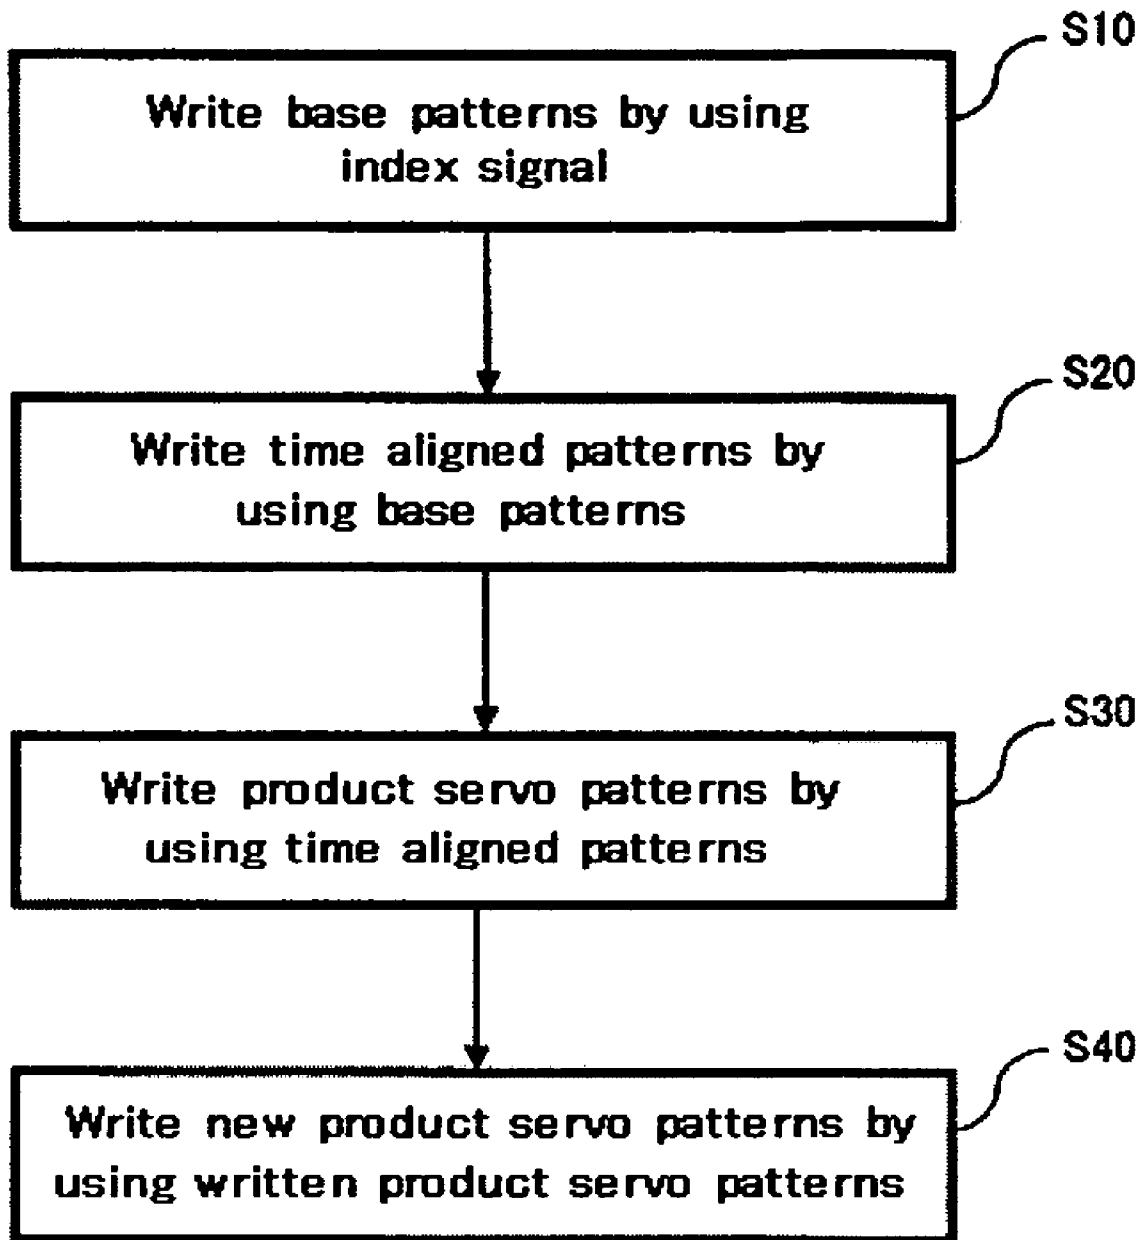 S10
Write base patterns by using
index signal
S20
Write time aligned patterns by
using base patterns
S30
Write product servo patterns by
using time aligned patterns
S40
Write new product servo patterns by
using written product servo patterns